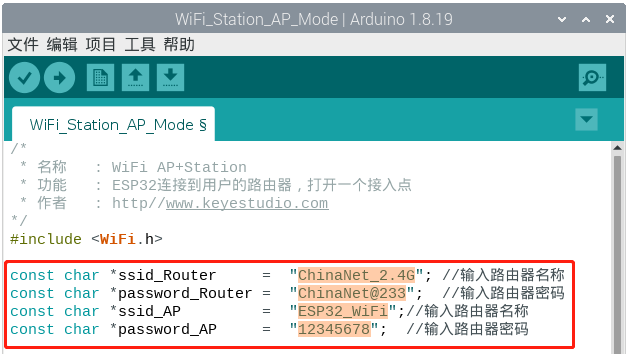 WiFi_Station_AP_Mode | Arduino 1.8.19
文件 编辑 项目 工具 帮助
WiFi_Station_AP_Mode §
/*
* 名称 : WiFi AP+Station
* 功能 : ESP32连接到用户的路由器，打开一个接入点
* 作者 : http//www.keyestudio.com
*/
#include <WiFi.h>
const char *ssid_Router = "ChinaNet_2.4G"; //输入路由器名称
const char *password_Router = "ChinaNet@233"; //输入路由器密码
const char *ssid_AP = "ESP32_WiFi";//输入路由器名称
const char *password_AP = "12345678"; //输入路由器密码